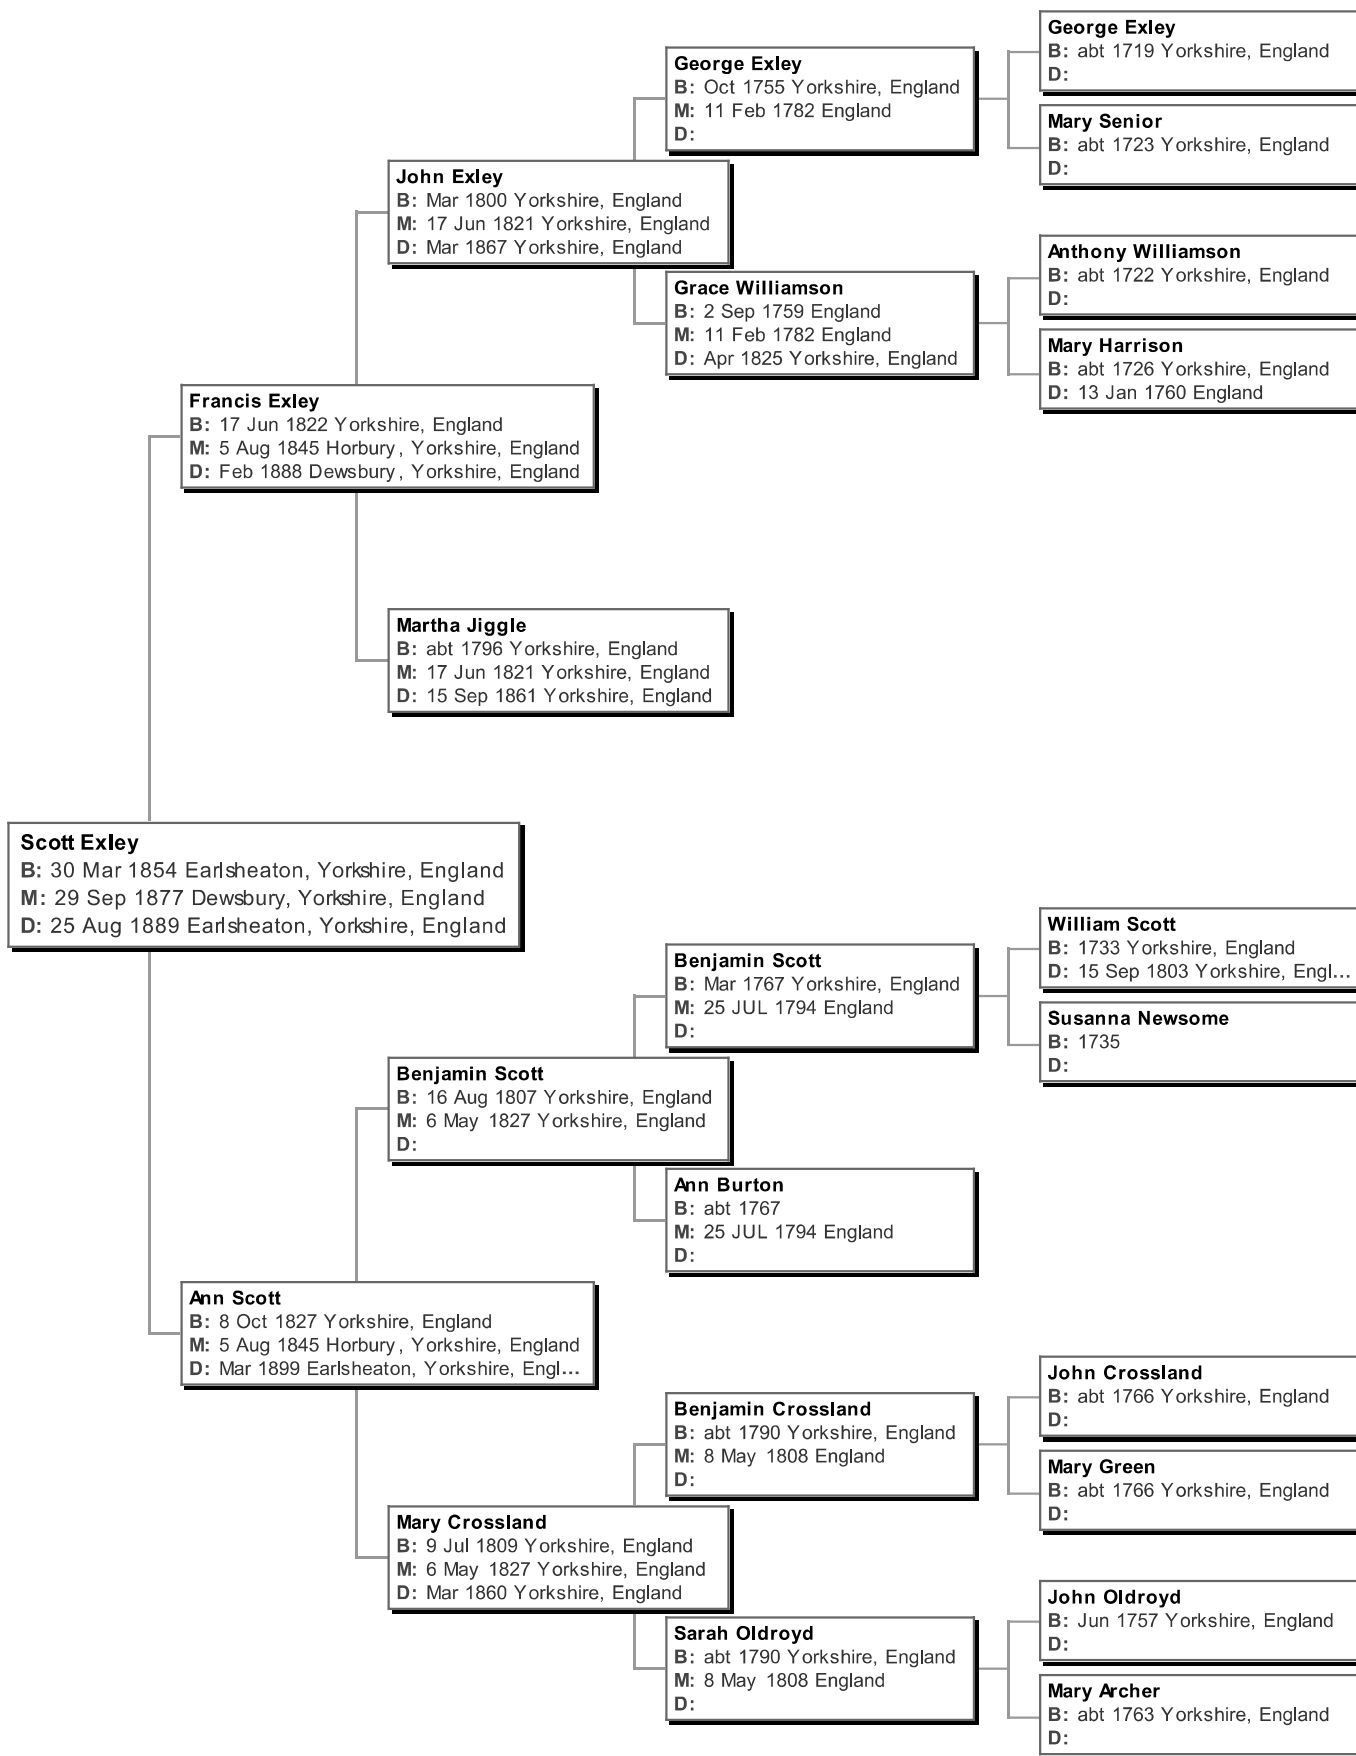 George Exley
B: abt 1719 Yorkshire, England
D:
George Exley
B: Oct 1755 Yorkshire, England
M: 11 Feb 1782 England
D:
Mary Senior
B: abt 1723 Yorkshire, England
D:
John Exley
B: Mar 1800 Yorkshire, England
M: 17 Jun 1821 Yorkshire, England
D: Mar 1867 Yorkshire, England
Anthony Williamson
B: abt 1722 Yorkshire, England
D:
Grace Williamson
B: 2 Sep 1759 England
M: 11 Feb 1782 England
D: Apr 1825 Yorkshire, England
Mary Harrison
B: abt 1726 Yorkshire, England
D: 13 Jan 1760 England
Francis Exley
B: 17 Jun 1822 Yorkshire, England
M: 5 Aug 1845 Horbury, Yorkshire, England
D: Feb 1888 Dewsbury, Yorkshire, England
Martha Jiggle
B: abt 1796 Yorkshire, England
M: 17 Jun 1821 Yorkshire, England
D: 15 Sep 1861 Yorkshire, England
Scott Exley
B: 30 Mar 1854 Earlsheaton, Yorkshire, England
M: 29 Sep 1877 Dewsbury, Yorkshire, England
D: 25 Aug 1889 Earlsheaton, Yorkshire, England
William Scott
B: 1733 Yorkshire, England
D: 15 Sep 1803 Yorkshire, Engl...
Benjamin Scott
B: Mar 1767 Yorkshire, England
M: 25 JUL 1794 England
D:
Susanna Newsome
B: 1735
D:
Benjamin Scott
B: 16 Aug 1807 Yorkshire, England
M: 6 May 1827 Yorkshire, England
D:
Ann Burton
B: abt 1767
M: 25 JUL 1794 England
D:
Ann Scott
B: 8 Oct 1827 Yorkshire, England
M: 5 Aug 1845 Horbury, Yorkshire, England
D: Mar 1899 Earlsheaton, Yorkshire, Engl...
John Crossland
B: abt 1766 Yorkshire, England
D:
Benjamin Crossland
B: abt 1790 Yorkshire, England
M: 8 May 1808 England
D:
Mary Green
B: abt 1766 Yorkshire, England
D:
Mary Crossland
B: 9 Jul 1809 Yorkshire, England
M: 6 May 1827 Yorkshire, England
D: Mar 1860 Yorkshire, England
John Oldroyd
B: Jun 1757 Yorkshire, England
D:
Sarah Oldroyd
B: abt 1790 Yorkshire, England
M: 8 May 1808 England
D:
Mary Archer
B: abt 1763 Yorkshire, England
D: